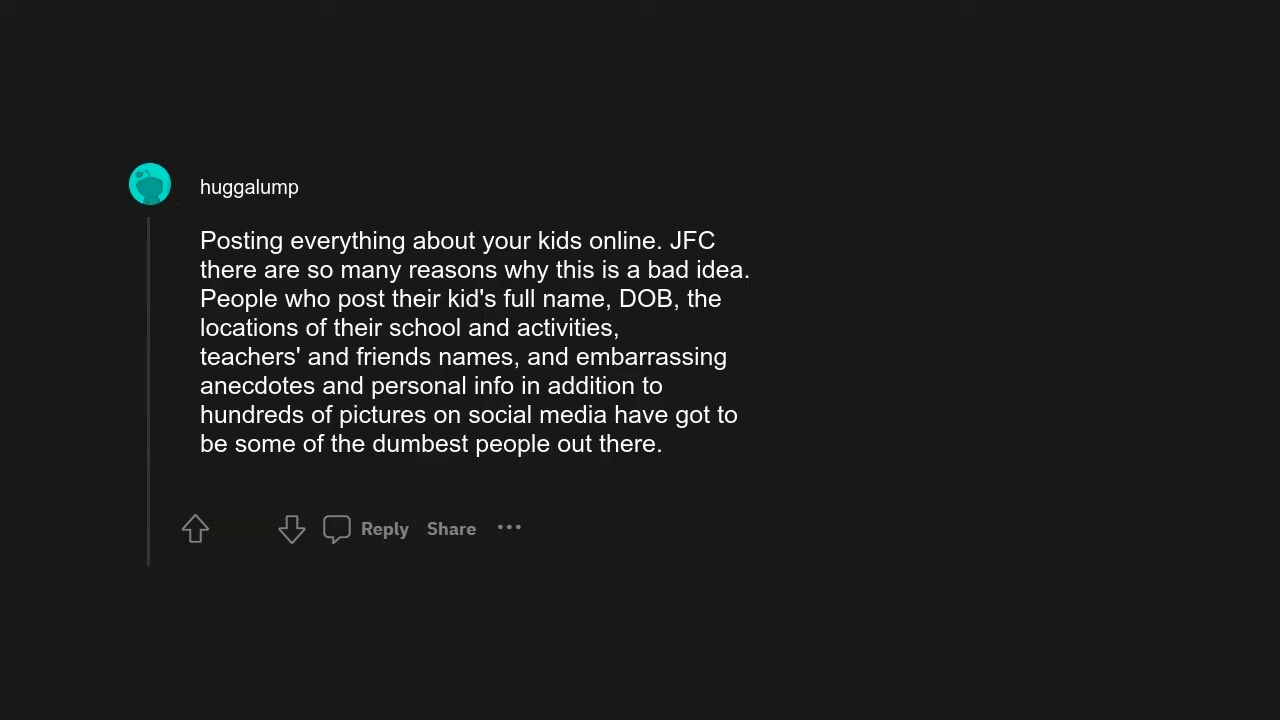 huggalump
Posting everything about your kids online. JFC
there are so many reasons why this is a bad idea.
People who post their kid's full name, DOB, the
locations of their school and activities,
teachers' and friends names, and embarrassing
anecdotes and personal info in addition to
hundreds of pictures on social media have got to
be some of the dumbest people out there.
Reply Share